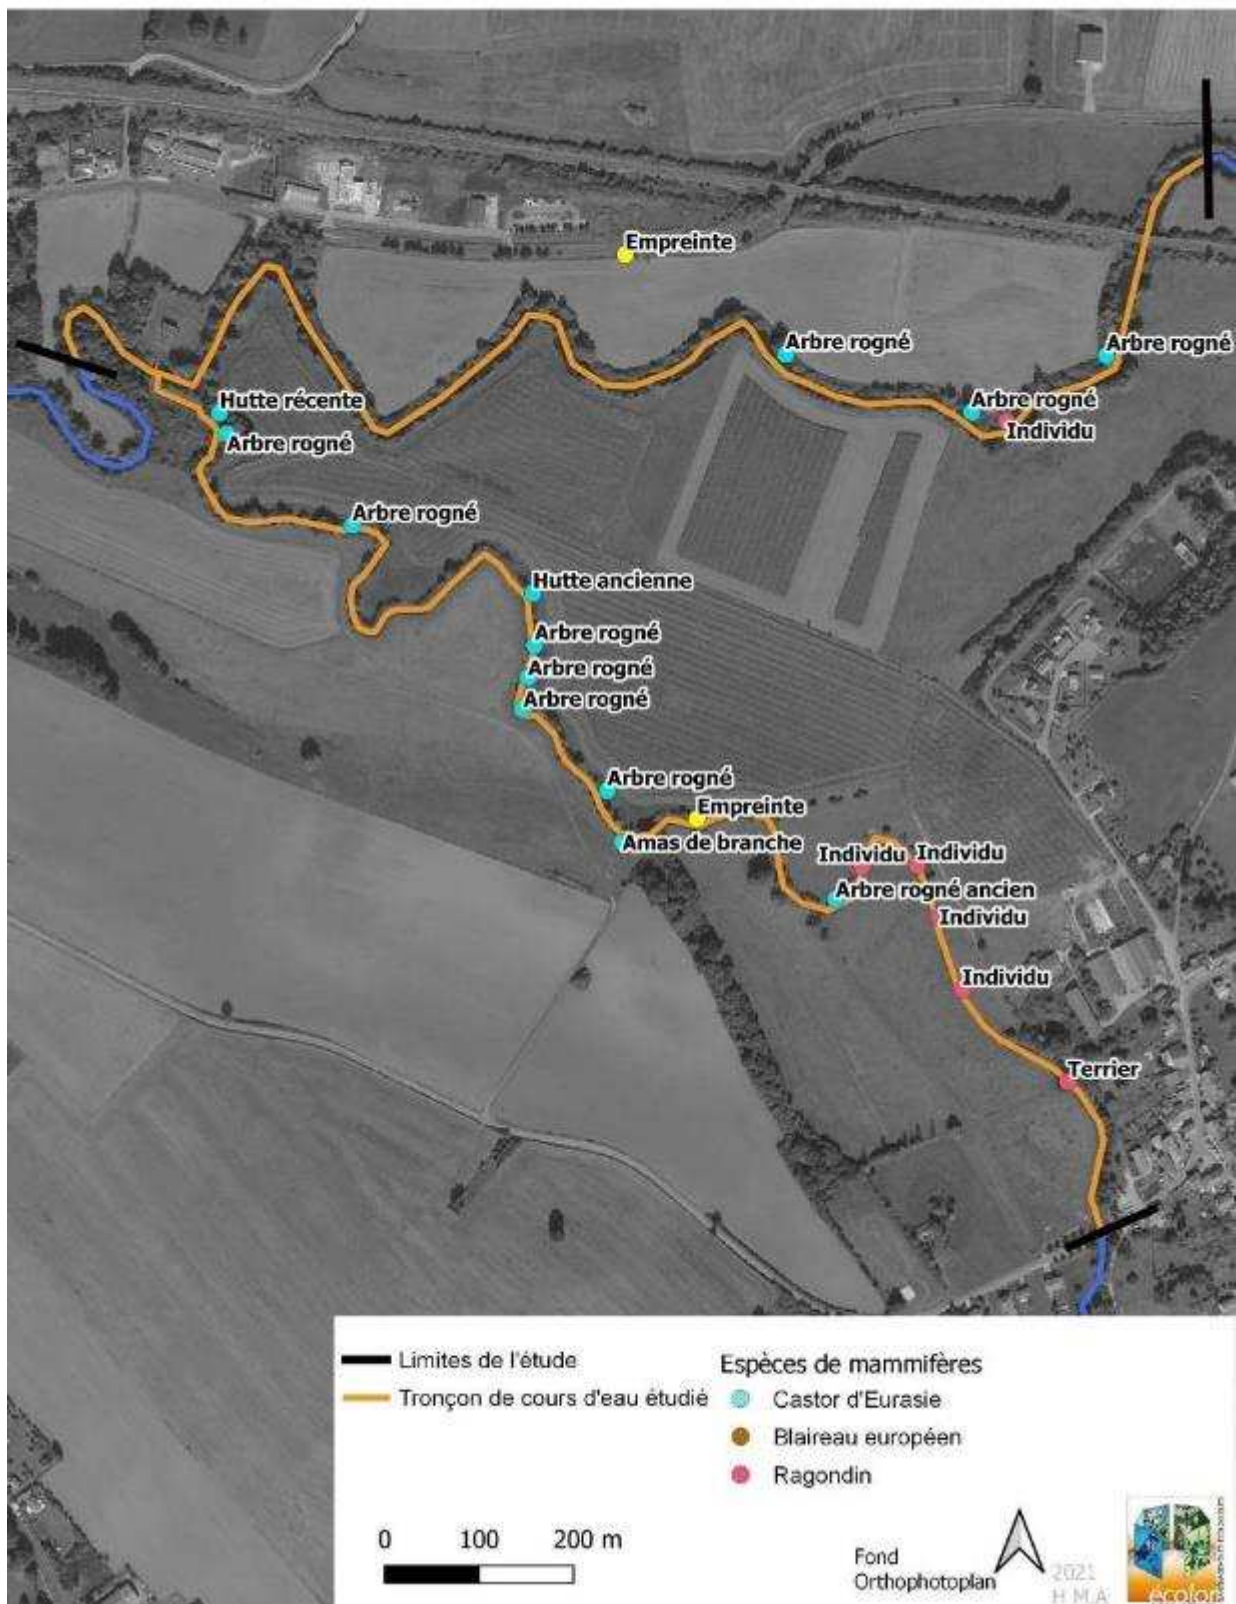 Empreinte
Arbre rogné
Arbre rogné
Hutte récente
Arbre rogné
Individu
Arbre rogné
Arbre rogné
Hutte ancienne
Arbre rogné
Arbre rogné
Arbre rogné
Arbre rogné
Empreinte
Amas de branche
Individu
Individu
Arbre rogné ancien
Individu
Individu
Terrier
Limites de l'étude
Tronçon de cours d'eau étudié
Espèces de mammifères
Castor d'Eurasie
Blaireau européen
Ragondin
0 100 200 m
Fond
Orthophotoplan
2021
H.M.A
écolor